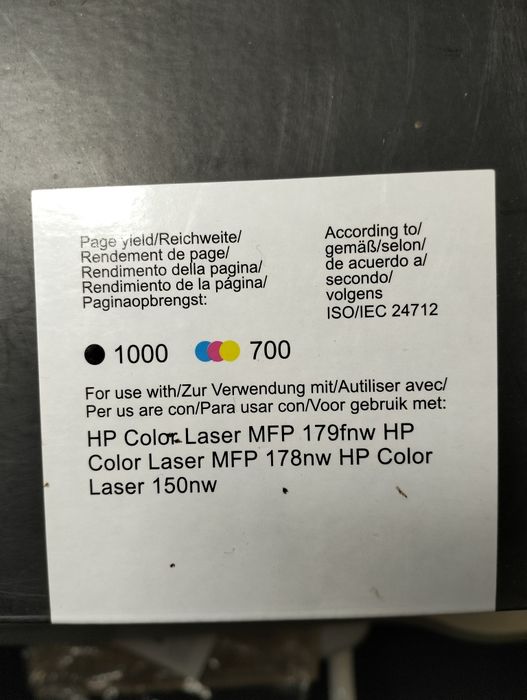 Page yield/Reichweite/
Rendement de page/
Rendimento della pagina/
Rendimiento de la página/
Paginaopbrengst:
According to/
gemäß/selon/
de acuerdo a/
secondo/
volgens
ISO/IEC 24712
1000 700
For use with/Zur Verwendung mit/Autiliser avec/
Per us are con/Para usar con/Voor gebruik met:
HP Color Laser MFP 179fnw HP
Color Laser MFP 178nw HP Color
Laser 150nw